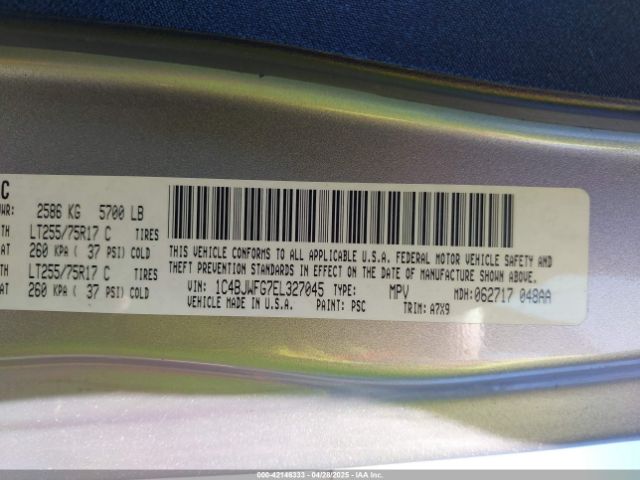 C
WR: 2586 KG 5700 LB
TH LT255/75R17 C TIRES
AT 260 KPA ( 37 PSI) COLD
TH LT255/75R17 C TIRES
AT 260 KPA ( 37 PSI) COLD
THIS VEHICLE CONFORMS TO ALL APPLICABLE U.S.A. FEDERAL MOTOR VEHICLE SAFETY AND
THEFT PREVENTION STANDARDS IN EFFECT ON THE DATE OF MANUFACTURE SHOWN ABOVE.
VIN: 1C4BJWFG7EL327045 TYPE: MPV MDH: 062717 048AA
VEHICLE MADE IN U.S.A. PAINT: PSC TRIM: A7X9
000-42146333 - 04/28/2025 - IAA Inc.